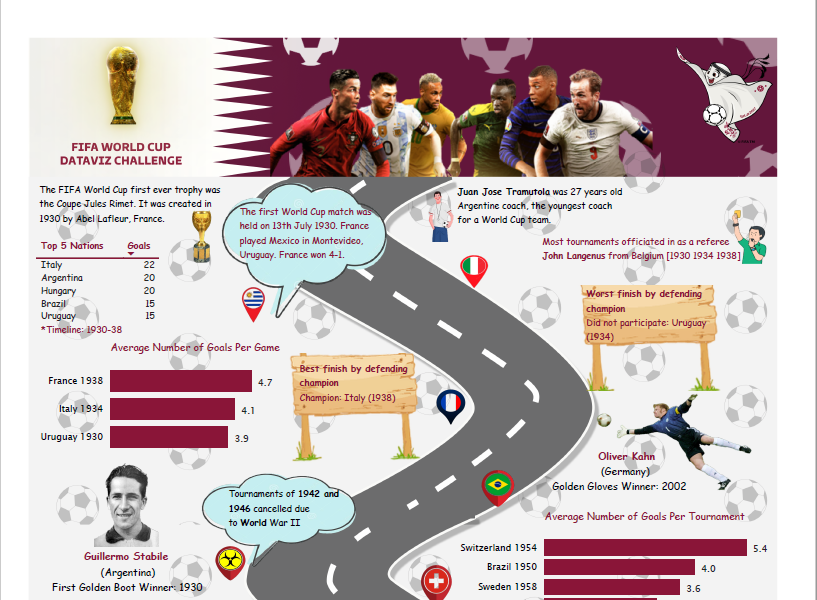 FIFA WORLD CUP
DATAVIZ CHALLENGE
The FIFA World Cup first ever trophy was
the Coupe Jules Rimet. It was created in
1930 by Abel Lafleur, France.
Top 5 Nations Goals
Italy 22
Argentina 20
Hungary 20
Brazil 15
Uruguay 15
*Timeline: 1930-38
The first World Cup match was
held on 13th July 1930. France
played Mexico in Montevideo,
Uruguay. France won 4-1.
Juan Jose Tramutola was 27 years old
Argentine coach, the youngest coach
for a World Cup team.
Most tournaments officiated in as a referee
John Langenus from Belgium [1930 1934 1938]
Worst finish by defending
champion
Did not participate: Uruguay
(1934)
Average Number of Goals Per Game
France 1938 4.7
Italy 1934 4.1
Uruguay 1930 3.9
Best finish by defending
champion
Champion: Italy (1938)
Oliver Kahn
(Germany)
Golden Gloves Winner: 2002
Tournaments of 1942 and
1946 cancelled due
to World War II
Guillermo Stabile
(Argentina)
First Golden Boot Winner: 1930
Average Number of Goals Per Tournament
Switzerland 1954 5.4
Brazil 1950 4.0
Sweden 1958 3.6